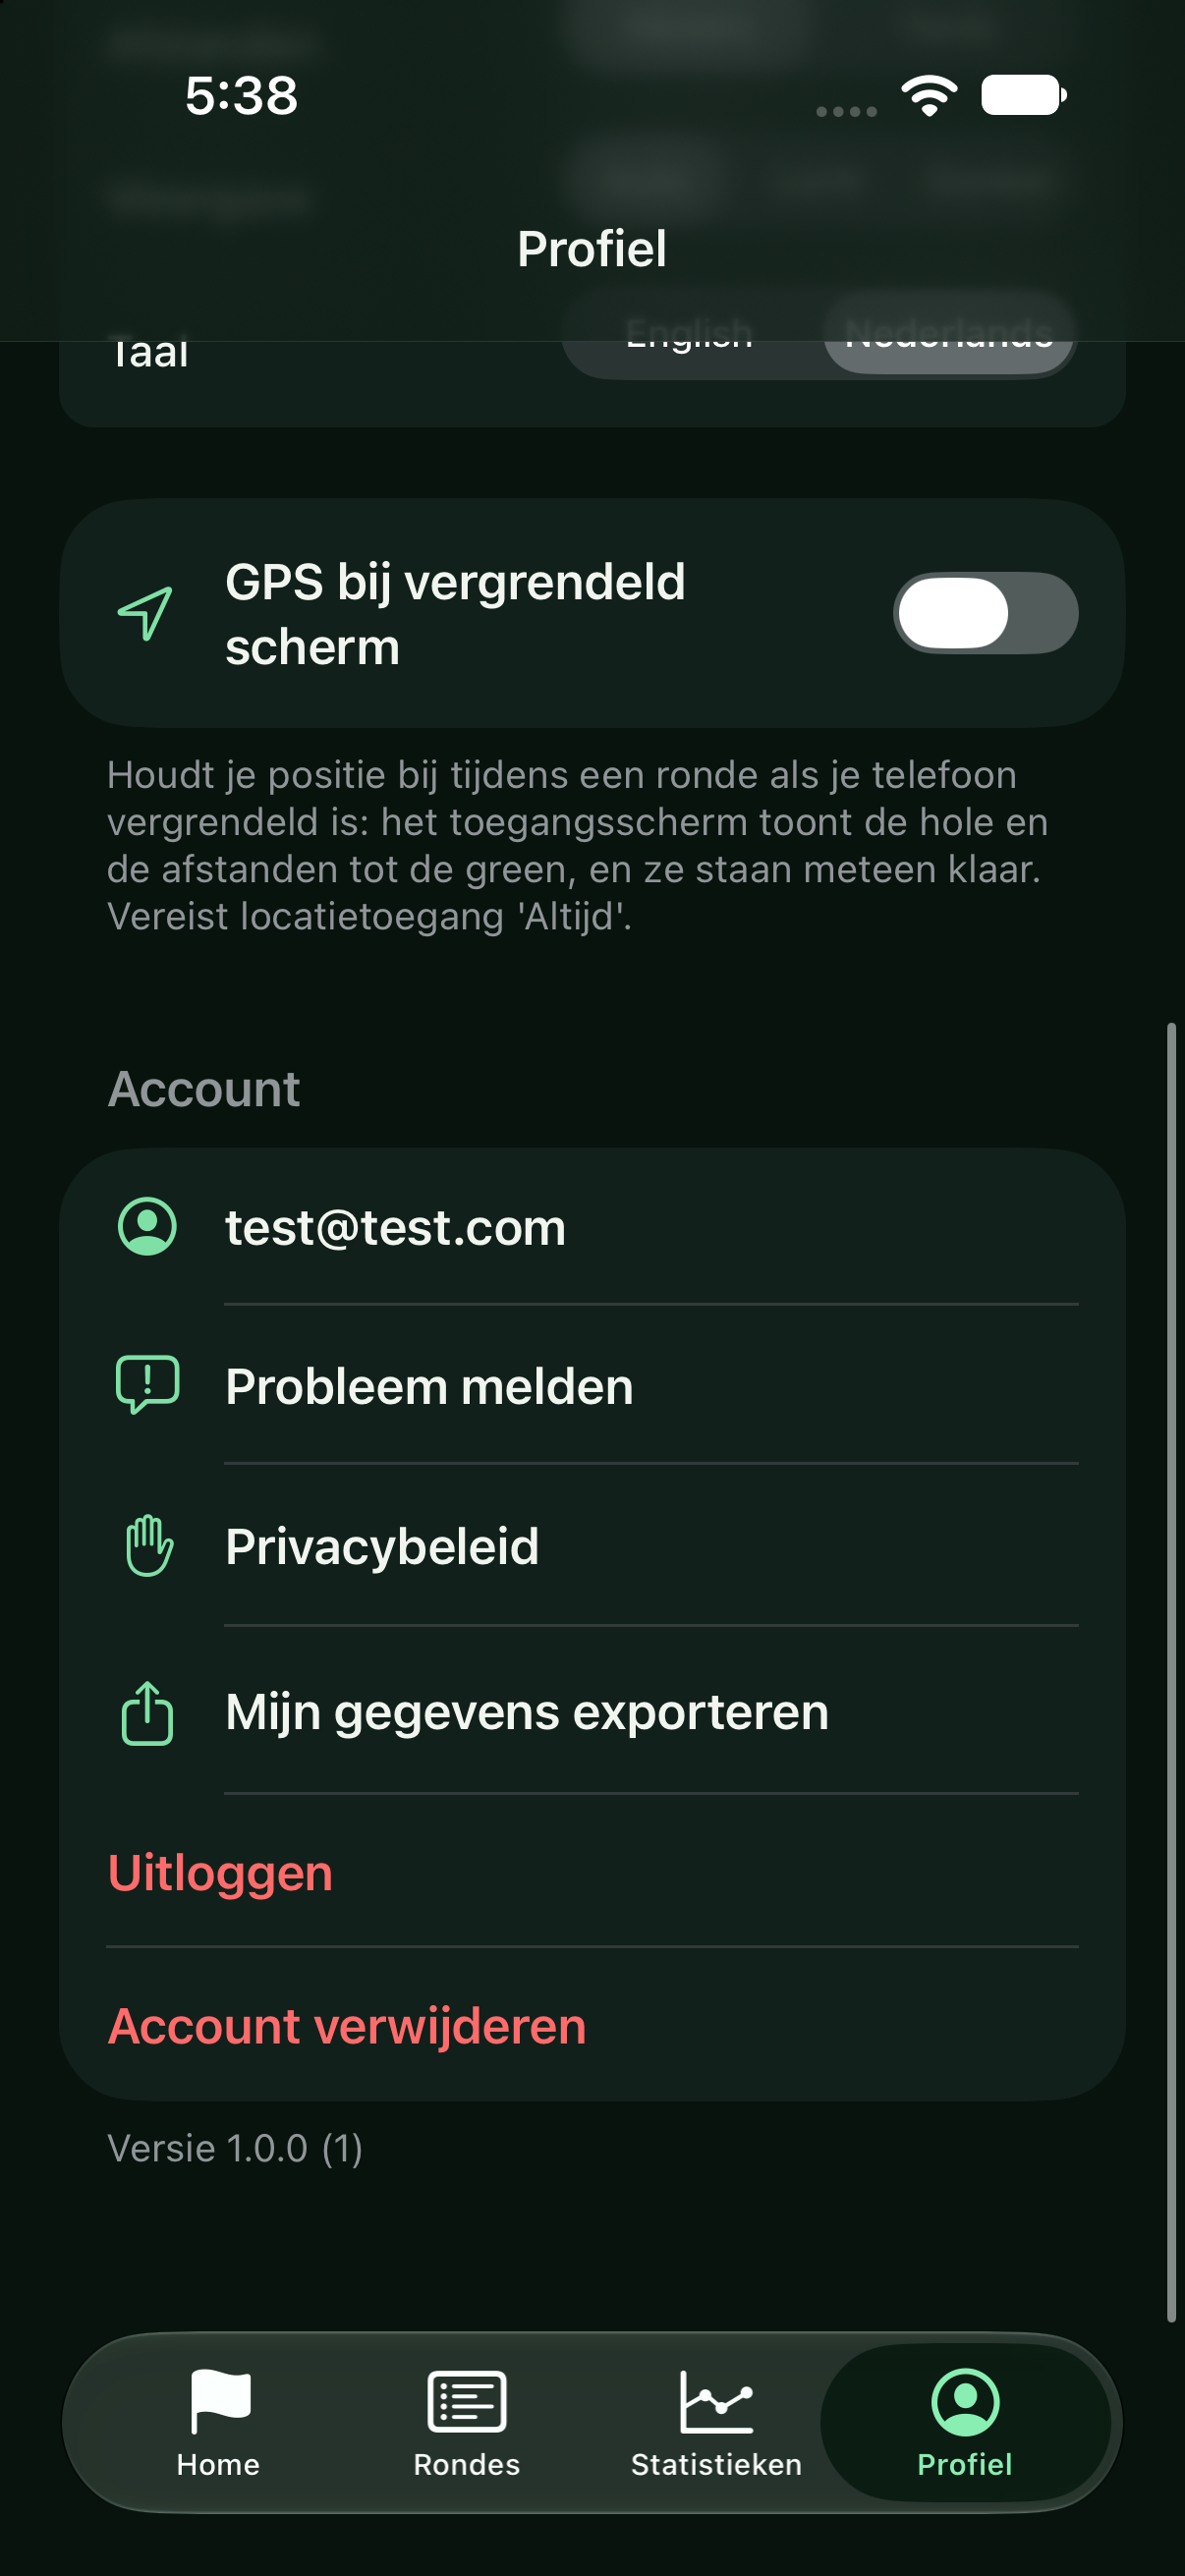 5:38
Profiel
Taal
English
Nederlands
GPS bij vergrendeld
scherm
Houdt je positie bij tijdens een ronde als je telefoon
vergrendeld is: het toegangsscherm toont de hole en
de afstanden tot de green, en ze staan meteen klaar.
Vereist locatietoegang 'Altijd'.
Account
test@test.com
Probleem melden
Privacybeleid
Mijn gegevens exporteren
Uitloggen
Account verwijderen
Versie 1.0.0 (1)
Home
Rondes
Statistieken
Profiel